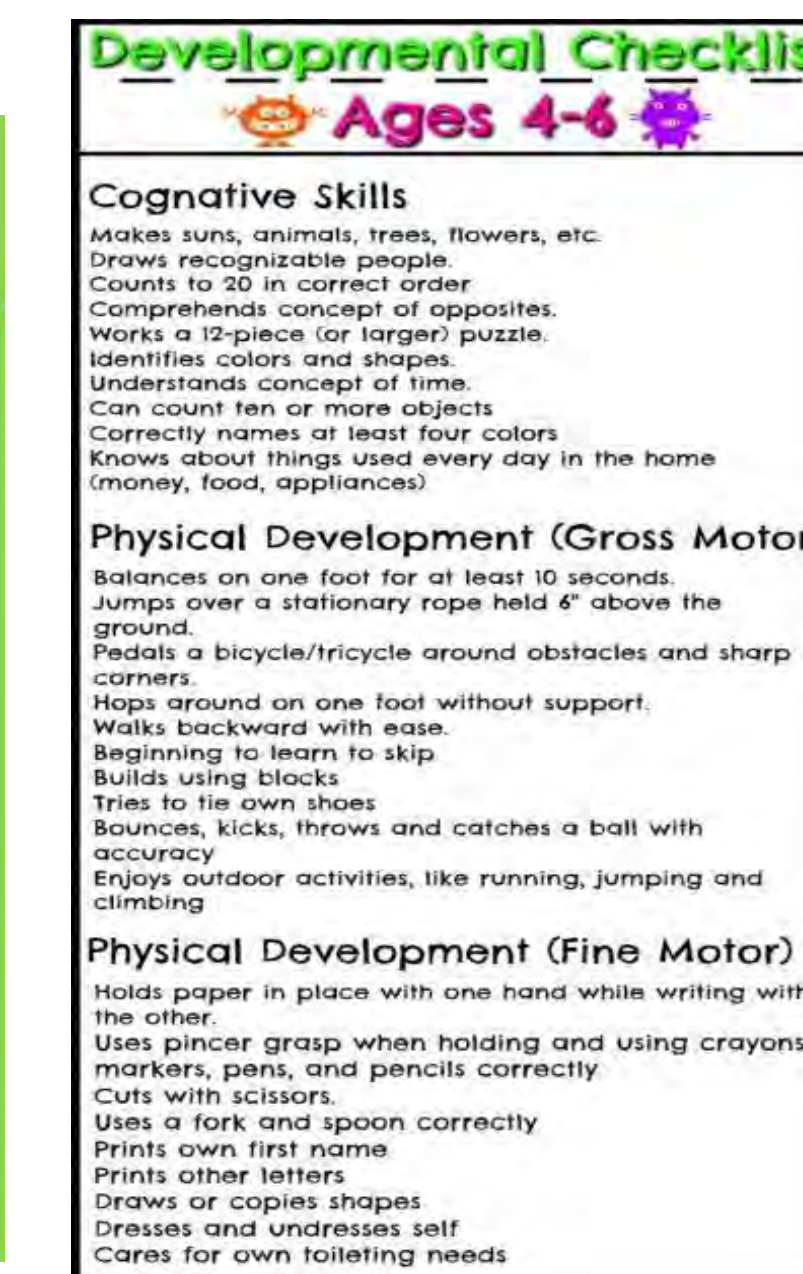 Developmental Checklis
Ages 4-6
Cognative Skills
Makes suns, animals, trees, flowers, etc.
Draws recognizable people.
Counts to 20 in correct order
Comprehends concept of opposites.
Works a 12-piece (or larger) puzzle.
Identifies colors and shapes.
Understands concept of time.
Can count ten or more objects
Correctly names at least four colors
Knows about things used every day in the home
(money, food, appliances)
Physical Development (Gross Motor
Balances on one foot for at least 10 seconds.
Jumps over a stationary rope held 6" above the
ground.
Pedals a bicycle/tricycle around obstacles and sharp
corners.
Hops around on one foot without support.
Walks backward with ease.
Beginning to learn to skip
Builds using blocks
Tries to tie own shoes
Bounces, kicks, throws and catches a ball with
accuracy
Enjoys outdoor activities, like running, jumping and
climbing
Physical Development (Fine Motor)
Holds paper in place with one hand while writing with
the other.
Uses pincer grasp when holding and using crayons
markers, pens, and pencils correctly
Cuts with scissors.
Uses a fork and spoon correctly
Prints own first name
Prints other letters
Draws or copies shapes
Dresses and undresses self
Cares for own toileting needs